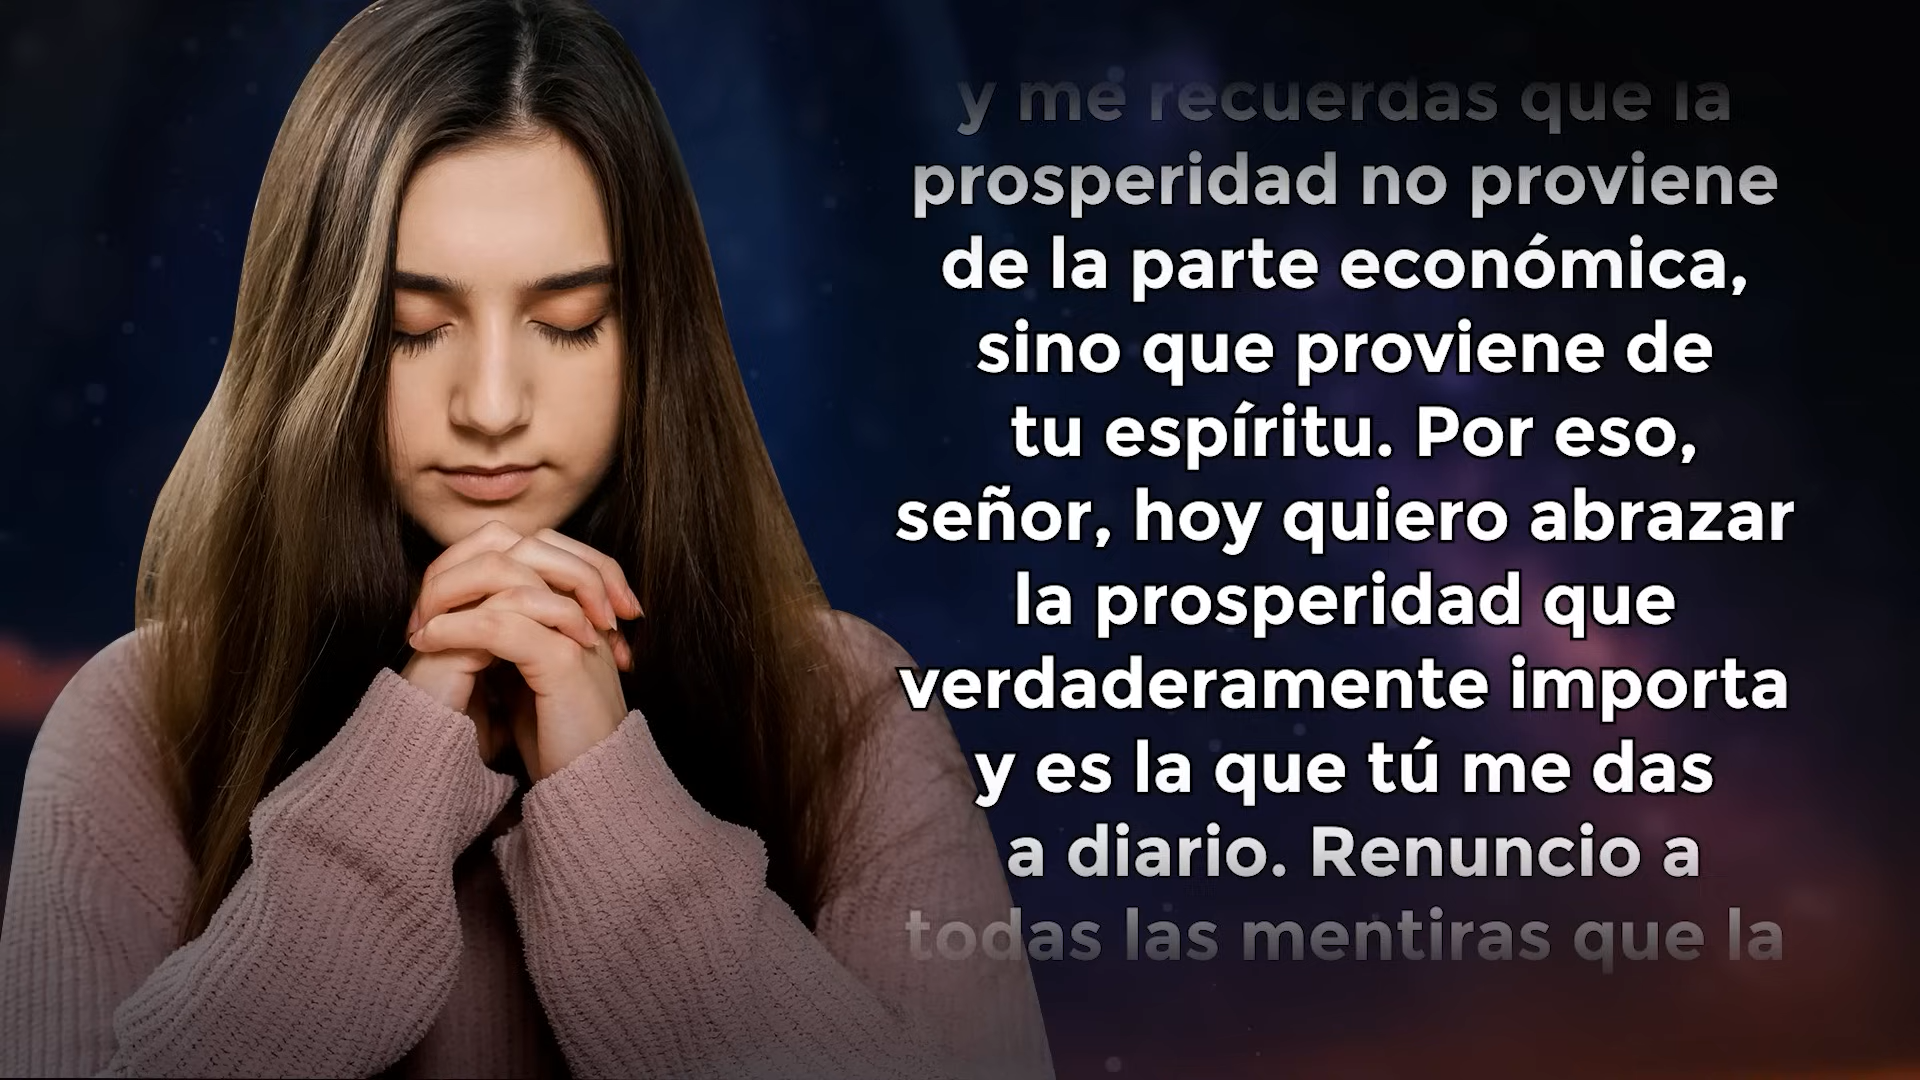 y me recuerdas que la
prosperidad no proviene
de la parte económica,
sino que proviene de
tu espíritu. Por eso,
señor, hoy quiero abrazar
la prosperidad que
verdaderamente importa
y es la que tú me das
a diario. Renuncio a
todas las mentiras que la